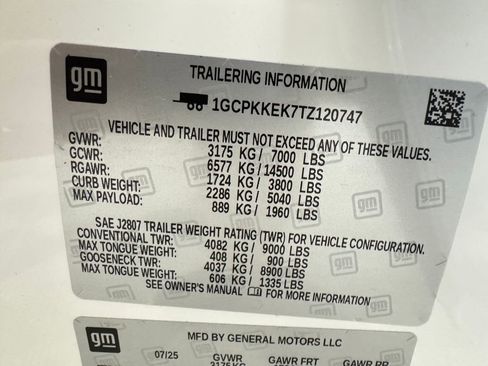 gm
TRAILERING INFORMATION
1GCPKKEK7TZ120747
VEHICLE AND TRAILER MUST NOT EXCEED ANY OF THESE VALUES.
GVWR: 3175 KG / 7000 LBS
GCWR: 6577 KG / 14500 LBS
RGAWR: 1724 KG / 3800 LBS
CURB WEIGHT: 2286 KG / 5040 LBS
MAX PAYLOAD: 889 KG / 1960 LBS
SAE J2807 TRAILER WEIGHT RATING (TWR) FOR VEHICLE CONFIGURATION.
CONVENTIONAL TWR: 4082 KG / 9000 LBS
MAX TONGUE WEIGHT: 408 KG / 900 LBS
GOOSENECK TWR: 4037 KG / 8900 LBS
MAX TONGUE WEIGHT: 606 KG / 1335 LBS
SEE OWNER'S MANUAL FOR MORE INFORMATION
gm
MFD BY GENERAL MOTORS LLC
07/25 GVWR GAWR FRT GAWR RR
3175 KG